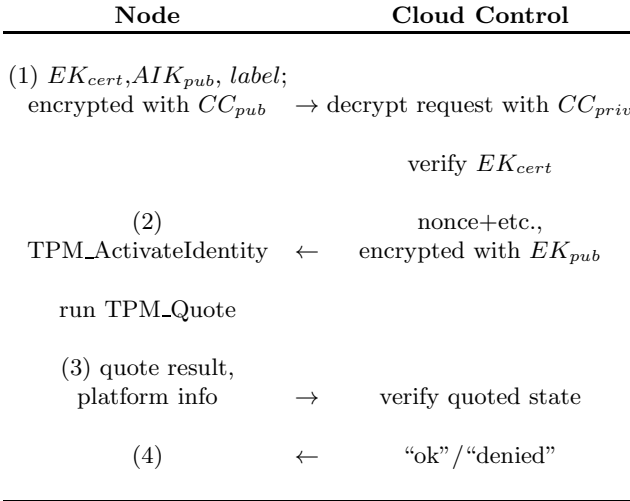 Node Cloud Control
(1) EK_cert,AIK_pub, label;
encrypted with CC_pub → decrypt request with CC_priv
verify EK_cert
(2) nonce+etc.,
TPM_ActivateIdentity ← encrypted with EK_pub
run TPM_Quote
(3) quote result,
platform info → verify quoted state
(4) ← “ok”/“denied”